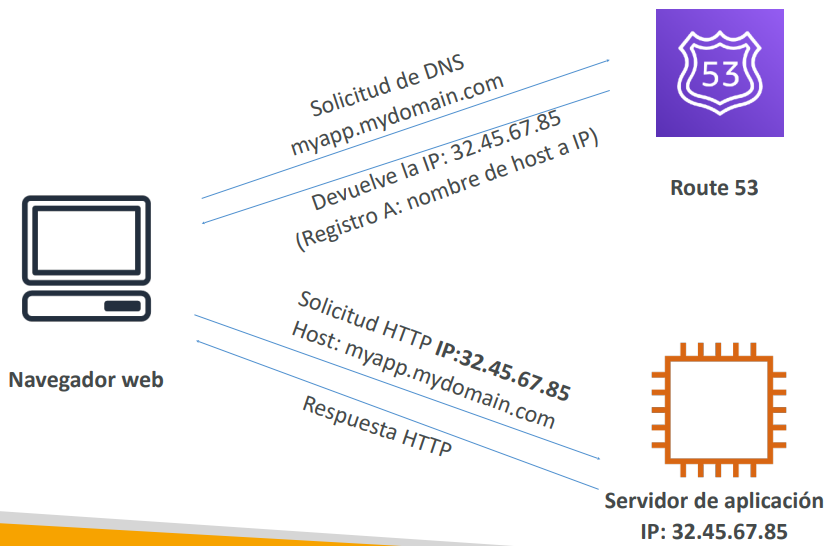 Solicitud de DNS
myapp.mydomain.com
53
Devuelve la IP: 32.45.67.85
(Registro A: nombre de host a IP)
Route 53
Navegador web
Solicitud HTTP IP:32.45.67.85
Host: myapp.mydomain.com
Respuesta HTTP
Servidor de aplicación
IP: 32.45.67.85